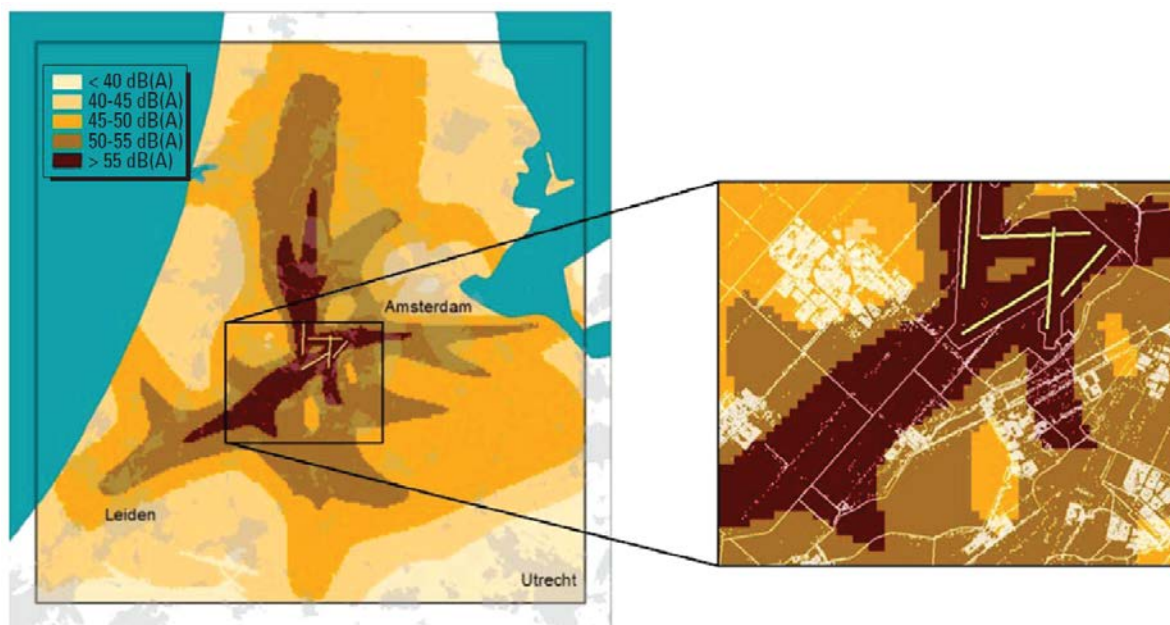 < 40 dB(A)
40-45 dB(A)
45-50 dB(A)
50-55 dB(A)
> 55 dB(A)
Amsterdam
Leiden
Utrecht